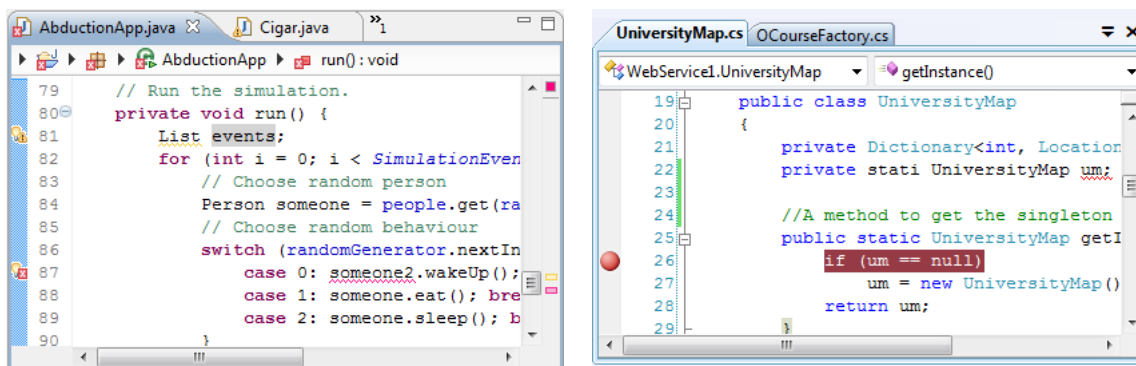 AbductionApp.java Cigar.java »1
AbductionApp run() : void
79 // Run the simulation.
80 private void run() {
81 List events;
82 for (int i = 0; i < SimulationEven
83 // Choose random person
84 Person someone = people.get(ra
85 // Choose random behaviour
86 switch (randomGenerator.nextIn
87 case 0: someone2.wakeUp();
88 case 1: someone.eat(); bre
89 case 2: someone.sleep(); b
90 }
UniversityMap.cs OCourseFactory.cs
WebService1.UniversityMap getInstance()
19 public class UniversityMap
20 {
21 private Dictionary<int, Location
22 private stati UniversityMap um;
23
24 //A method to get the singleton
25 public static UniversityMap getI
26 if (um == null)
27 um = new UniversityMap()
28 return um;
29 }